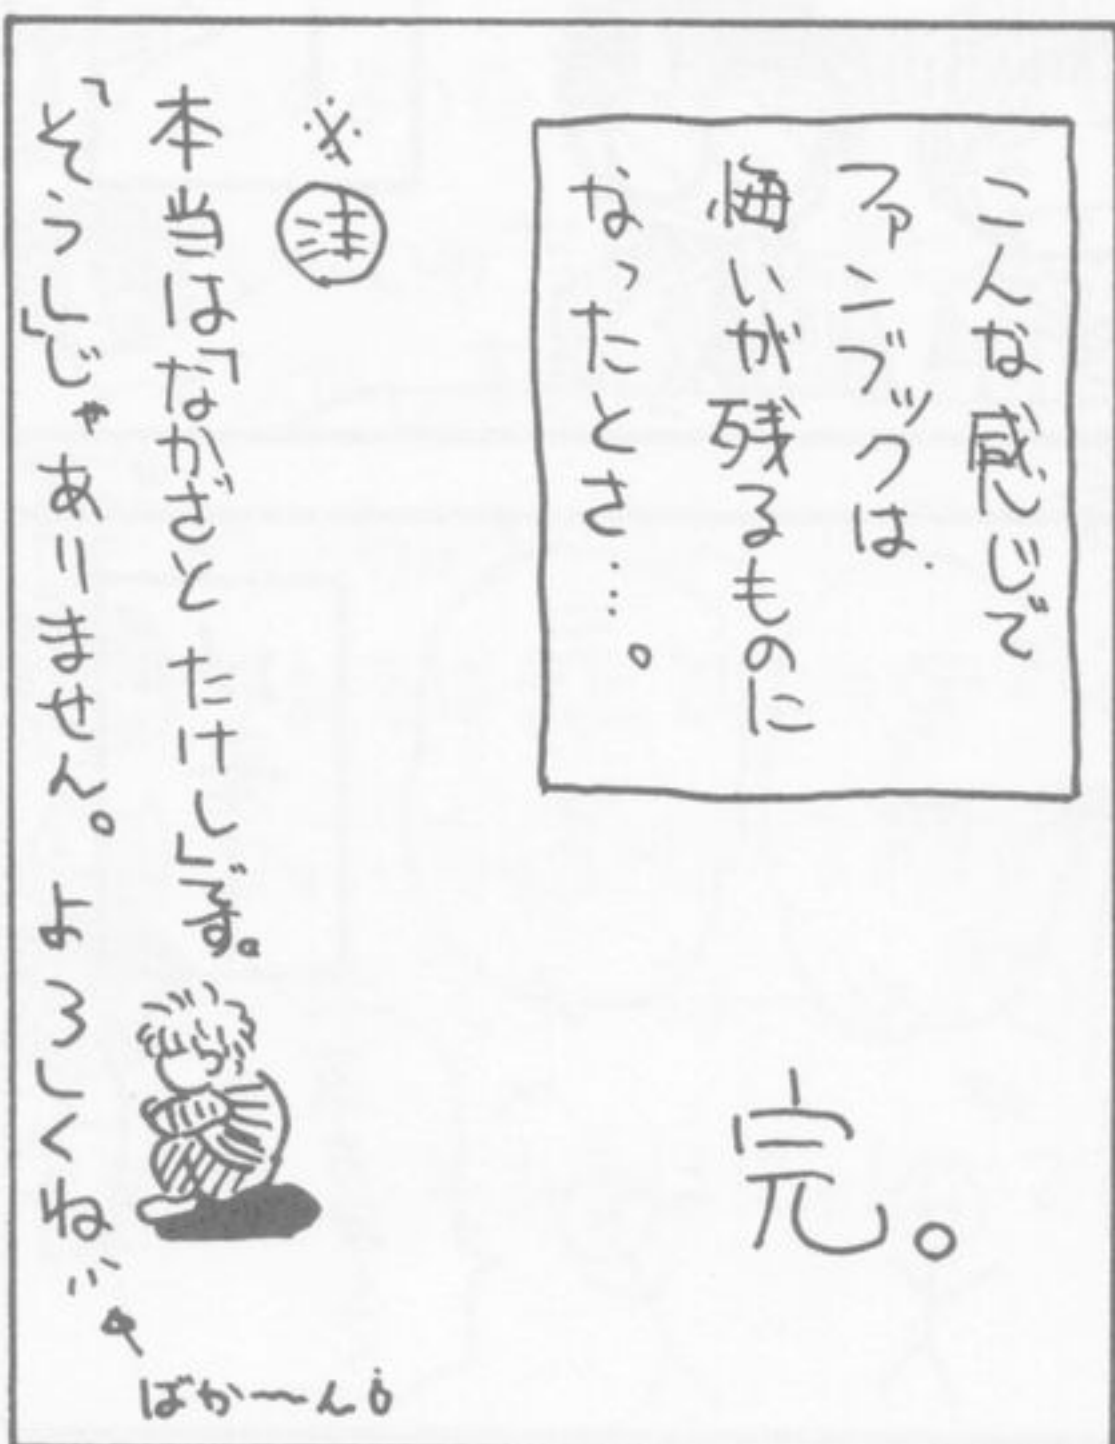 こんな感じで
ファンブックは
悔いが残るものに
なったとさ…。
完。
※注
本当は「ながさと たけし」です。
「そうし」じゃありません。よろしくね
ばか〜ん